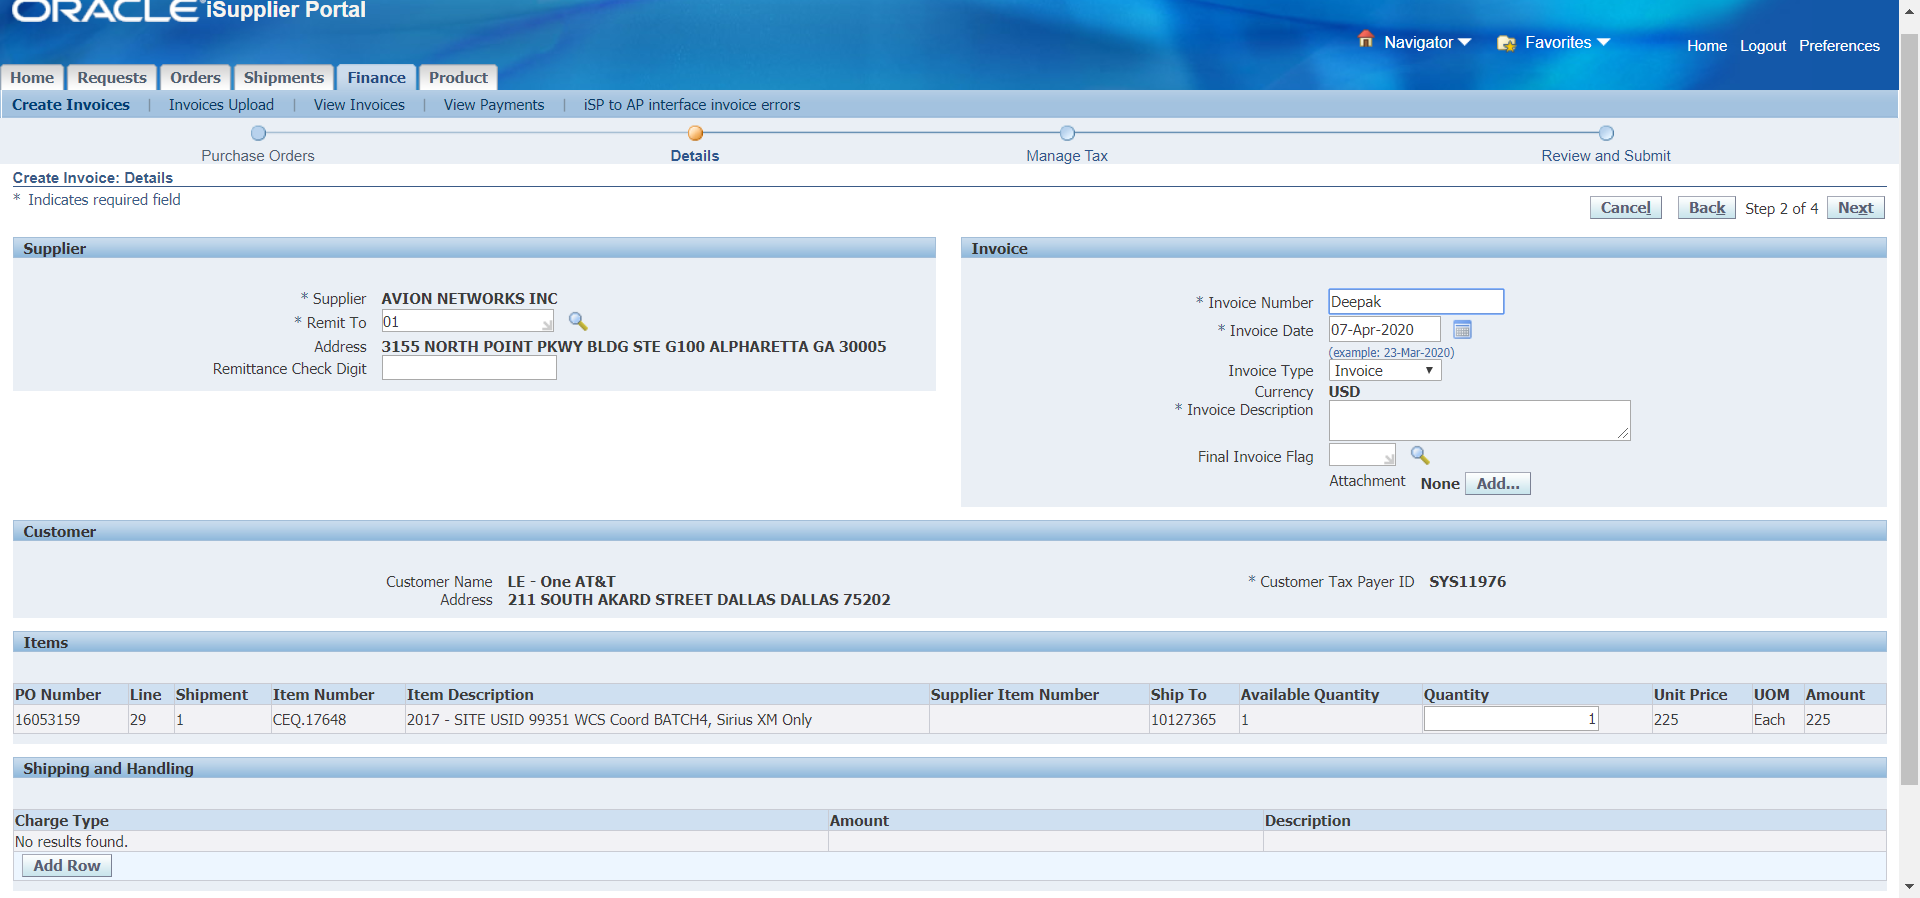 ORACLE iSupplier Portal
Navigator Favorites Home Logout Preferences
Home Requests Orders Shipments Finance Product
Create Invoices | Invoices Upload | View Invoices | View Payments | iSP to AP interface invoice errors
Purchase Orders Details Manage Tax Review and Submit
Create Invoice: Details
* Indicates required field
Cancel Back Step 2 of 4 Next
Supplier
* Supplier AVION NETWORKS INC
* Remit To 01
Address 3155 NORTH POINT PKWY BLDG STE G100 ALPHARETTA GA 30005
Remittance Check Digit
Invoice
* Invoice Number Deepak
* Invoice Date 07-Apr-2020
(example: 23-Mar-2020)
Invoice Type Invoice
Currency USD
* Invoice Description
Final Invoice Flag
Attachment None Add...
Customer
Customer Name LE - One AT&T
Address 211 SOUTH AKARD STREET DALLAS DALLAS 75202
* Customer Tax Payer ID SYS11976
Items
PO Number Line Shipment Item Number Item Description Supplier Item Number Ship To Available Quantity Quantity Unit Price UOM Amount
16053159 29 1 CEQ.17648 2017 - SITE USID 99351 WCS Coord BATCH4, Sirius XM Only 10127365 1 1 225 Each 225
Shipping and Handling
Charge Type Amount Description
No results found.
Add Row